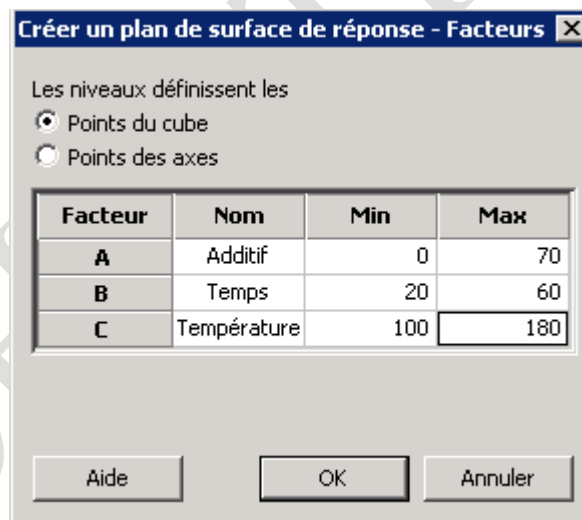 Créer un plan de surface de réponse - Facteurs
Les niveaux définissent les
Points du cube
Points des axes
Facteur Nom Min Max
A Additif 0 70
B Temps 20 60
C Température 100 180
Aide OK Annuler